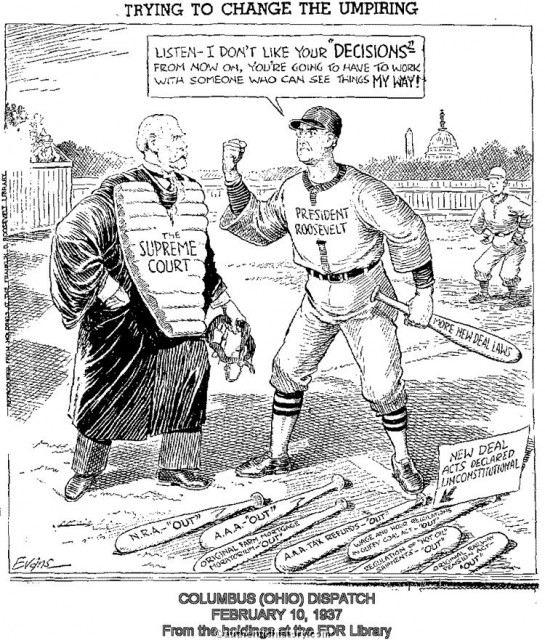 TRYING TO CHANGE THE UMPIRING
LISTEN- I DON'T LIKE YOUR "DECISIONS"
FROM NOW ON, YOU'RE GOING TO HAVE TO WORK
WITH SOMEONE WHO CAN SEE THINGS MY WAY!
THE
SUPREME
COURT
PRESIDENT
ROOSEVELT
MORE NEW DEAL LAWS
NEW DEAL
ACTS DECLARED
UNCONSTITUTIONAL
N.R.A.-"OUT"
A.A.A-"OUT"
ORIGINAL FARM MORTGAGE
MORATORIUM-"OUT"
A.A.A. TAX REFUNDS-"OUT"
WAGE AND HOUR REGULATIONS
IN GUFFY COAL ACT-"OUT"
REGULATION OF "HOT OIL"
SHIPMENTS-"OUT"
ORIGINAL RAILWAY
PENSION ACT
"OUT"
COLUMBUS (OHIO) DISPATCH
FEBRUARY 10, 1937
From the holdings at the FDR Library